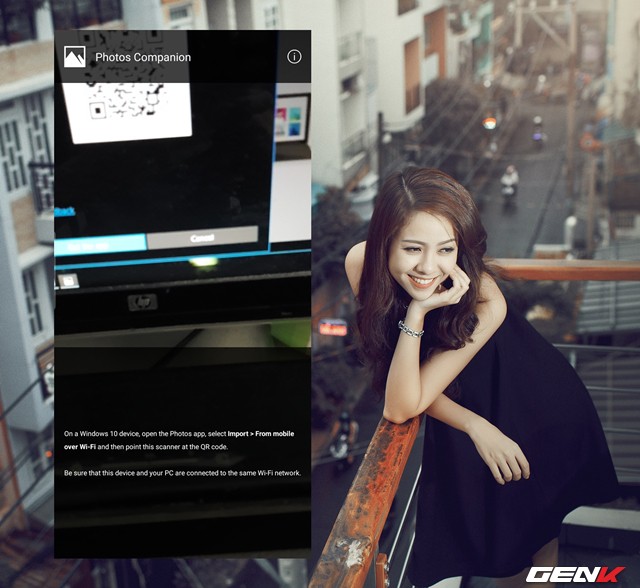 Photos Companion
Back
Cancel
hp
On a Windows 10 device, open the Photos app, select Import > From mobile
over Wi-Fi and then point this scanner at the QR code.
Be sure that this device and your PC are connected to the same Wi-Fi network.
GENK